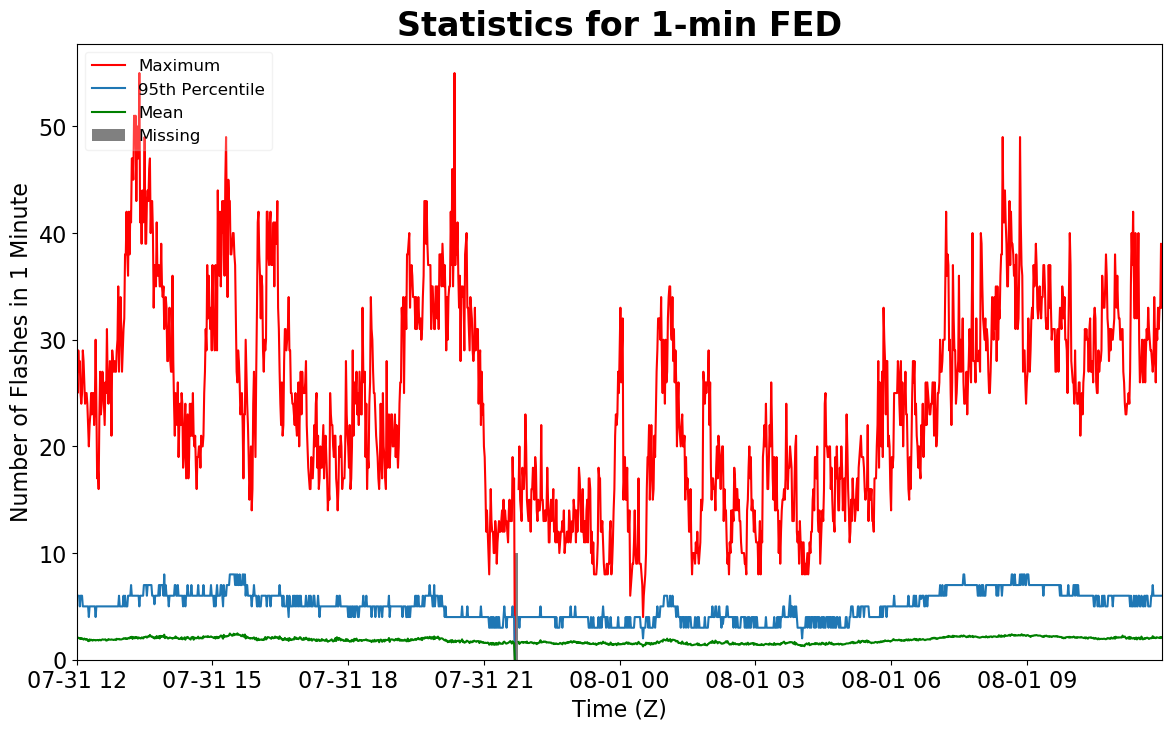 Statistics for 1-min FED
Maximum
95th Percentile
Mean
Missing
Number of Flashes in 1 Minute
50
40
30
20
10
0
07-31 12 07-31 15 07-31 18 07-31 21 08-01 00 08-01 03 08-01 06 08-01 09
Time (Z)